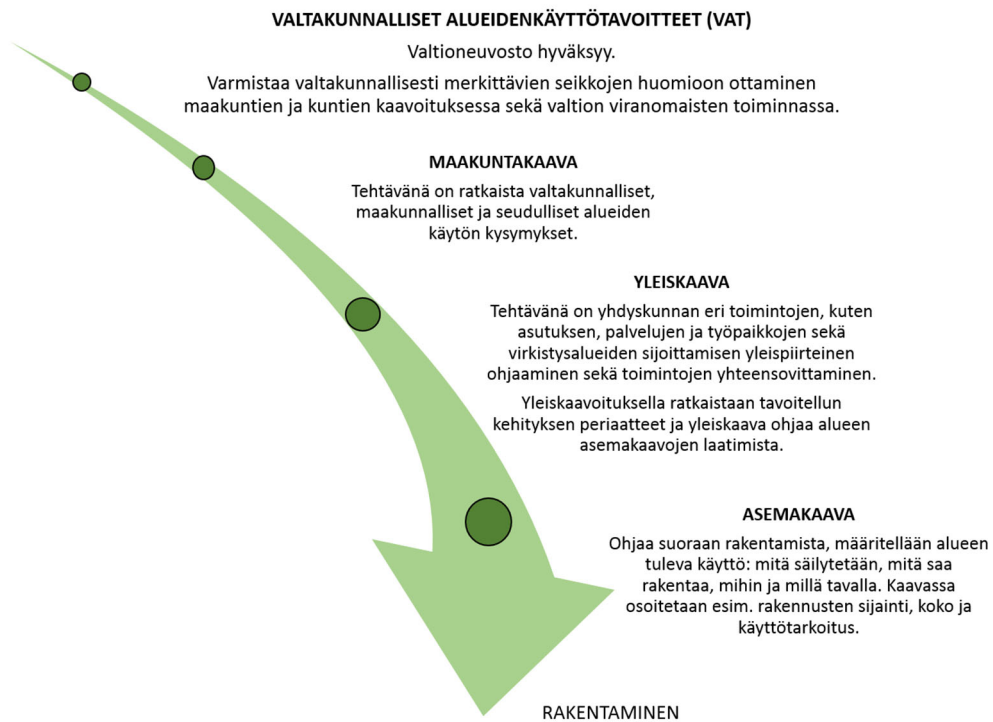 VALTAKUNNALLISET ALUEIDENKÄYTTÖTAVOITTEET (VAT)
Valtioneuvosto hyväksyy.
Varmistaa valtakunnallisesti merkittävien seikkojen huomioon ottaminen
maakuntien ja kuntien kaavoituksessa sekä valtion viranomaisten toiminnassa.
MAAKUNTAKAAVA
Tehtävänä on ratkaista valtakunnalliset,
maakunnalliset ja seudulliset alueiden
käytön kysymykset.
YLEISKAAVA
Tehtävänä on yhdyskunnan eri toimintojen, kuten
asutuksen, palvelujen ja työpaikkojen sekä
virkistysalueiden sijoittamisen yleispiirteinen
ohjaaminen sekä toimintojen yhteensovittaminen.
Yleiskaavoituksella ratkaistaan tavoitellun
kehityksen periaatteet ja yleiskaava ohjaa alueen
asemakaavojen laatimista.
ASEMAKAAVA
Ohjaa suoraan rakentamista, määritellään alueen
tuleva käyttö: mitä säilytetään, mitä saa
rakentaa, mihin ja millä tavalla. Kaavassa
osoitetaan esim. rakennusten sijainti, koko ja
käyttötarkoitus.
RAKENTAMINEN